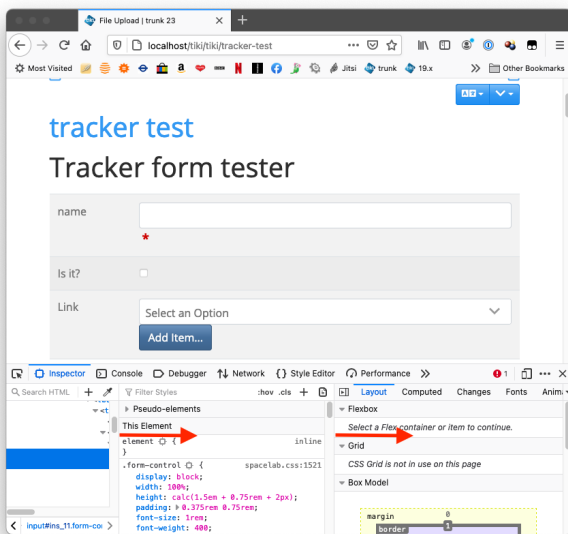 File Upload | trunk 23
localhost/tiki/tiki/tracker-test
Most Visited
Jitsi
trunk
19.x
Other Bookmarks
tracker test
Tracker form tester
name
*
Is it?
Link
Select an Option
Add Item...
Inspector Console Debugger Network {} Style Editor Performance 1
Search HTML
Filter Styles :hov .cls
Layout Computed Changes Fonts
Pseudo-elements
This Element
element { inline
}
.form-control { spacelab.css:1521
display: block;
width: 100%;
height: calc(1.5em + 0.75rem + 2px);
padding: 0.375rem 0.75rem;
font-size: 1rem;
font-weight: 400;
Flexbox
Select a Flex container or item to continue.
Grid
CSS Grid is not in use on this page
Box Model
margin 0
border 1
input#ins_11.form-co